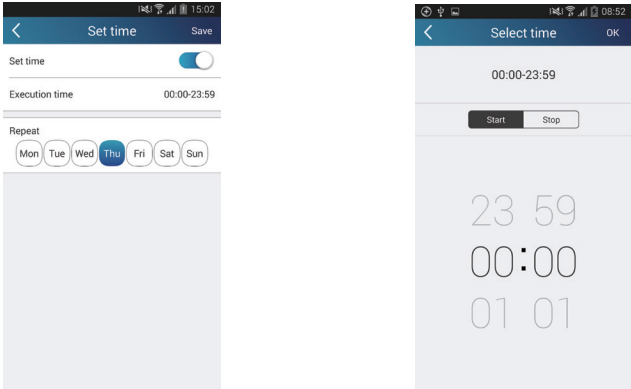 15:02
Set time
Save
Set time
Execution time 00:00-23:59
Repeat
Mon Tue Wed Thu Fri Sat Sun
08:52
Select time
OK
00:00-23:59
Start Stop
23 59
00:00
01 01